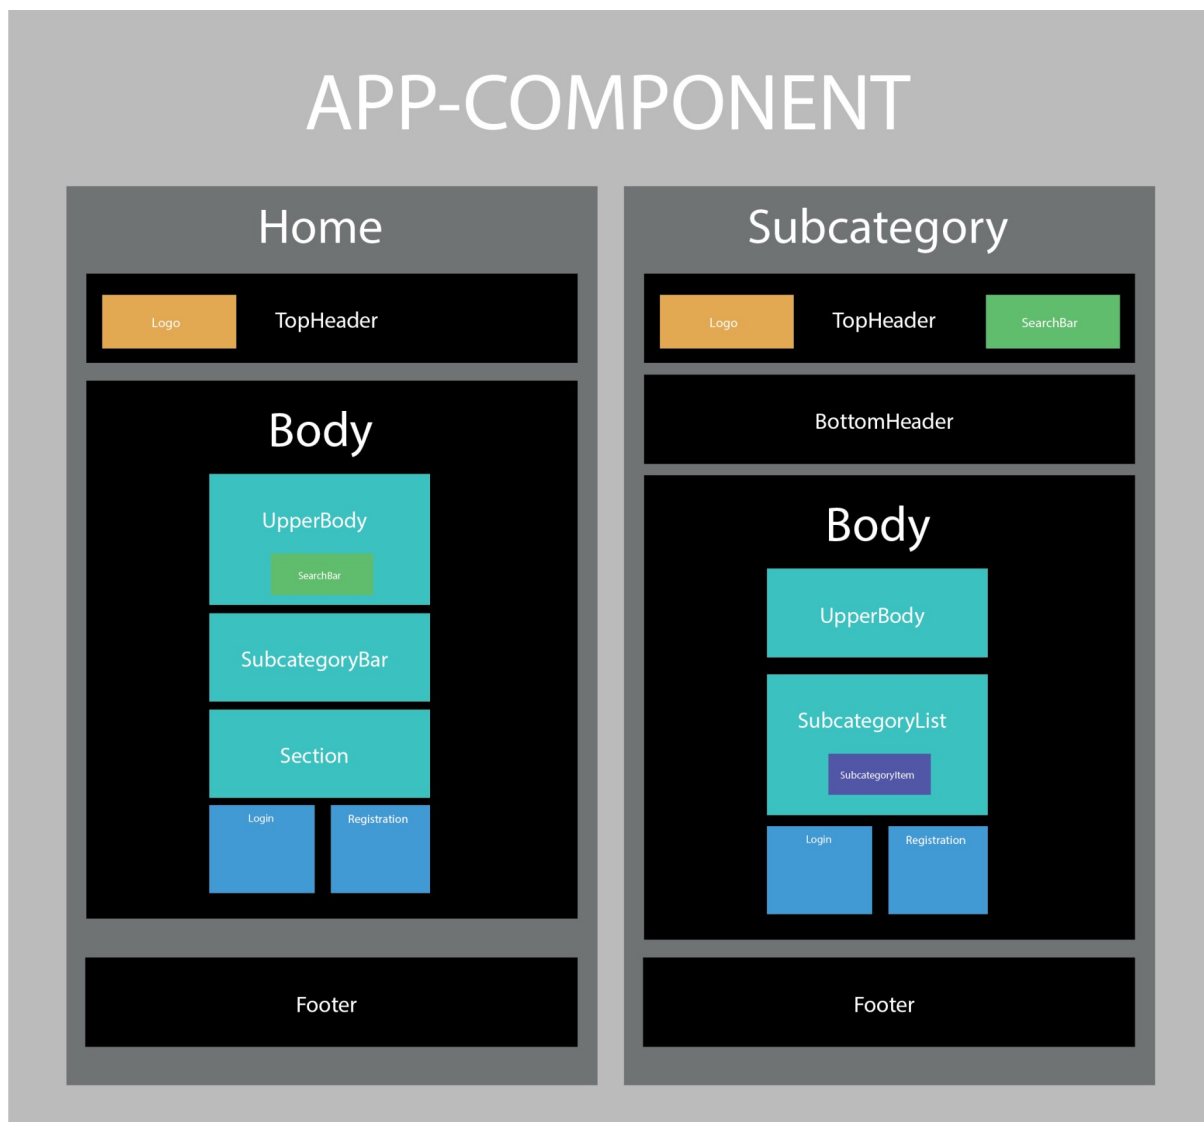 APP-COMPONENT
Home
Logo
TopHeader
Body
UpperBody
SearchBar
SubcategoryBar
Section
Login
Registration
Footer
Subcategory
Logo
TopHeader
SearchBar
BottomHeader
Body
UpperBody
SubcategoryList
SubcategoryItem
Login
Registration
Footer